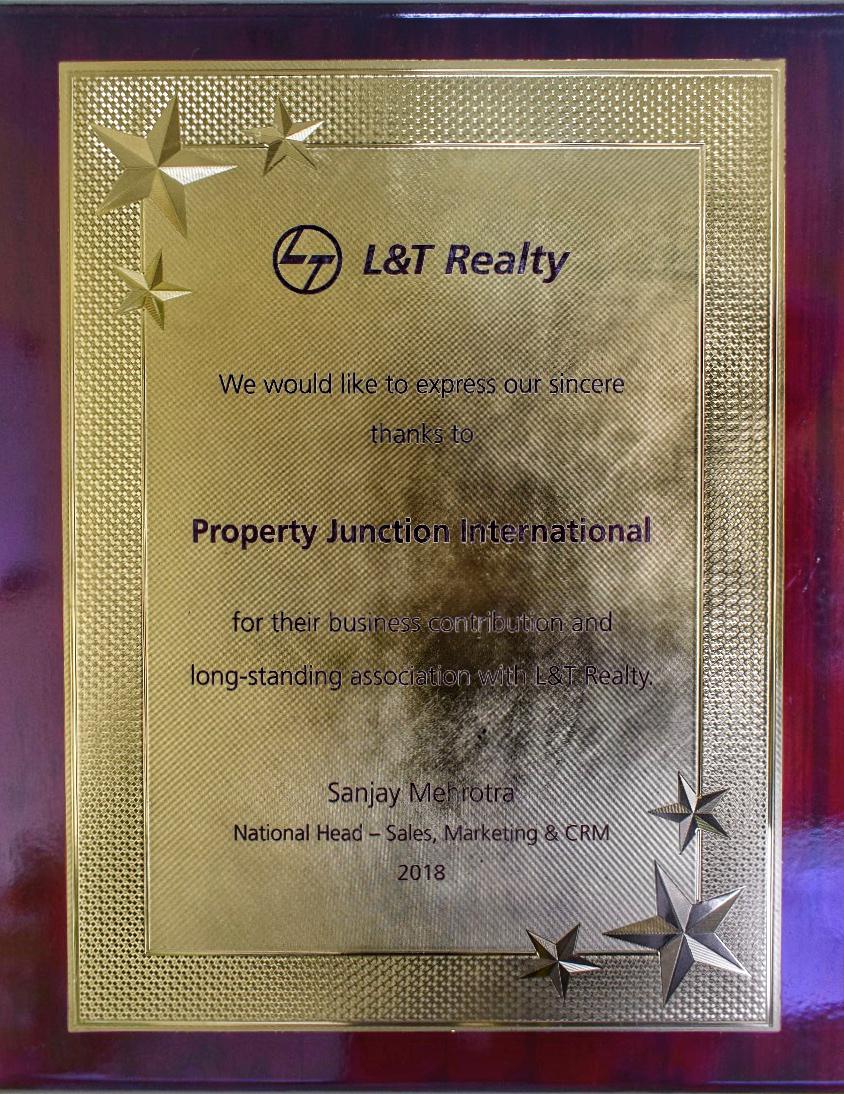 LT L&T Realty
We would like to express our sincere
thanks to
Property Junction International
for their business contribution and
long-standing association with L&T Realty.
Sanjay Mehrotra
National Head – Sales, Marketing & CRM
2018